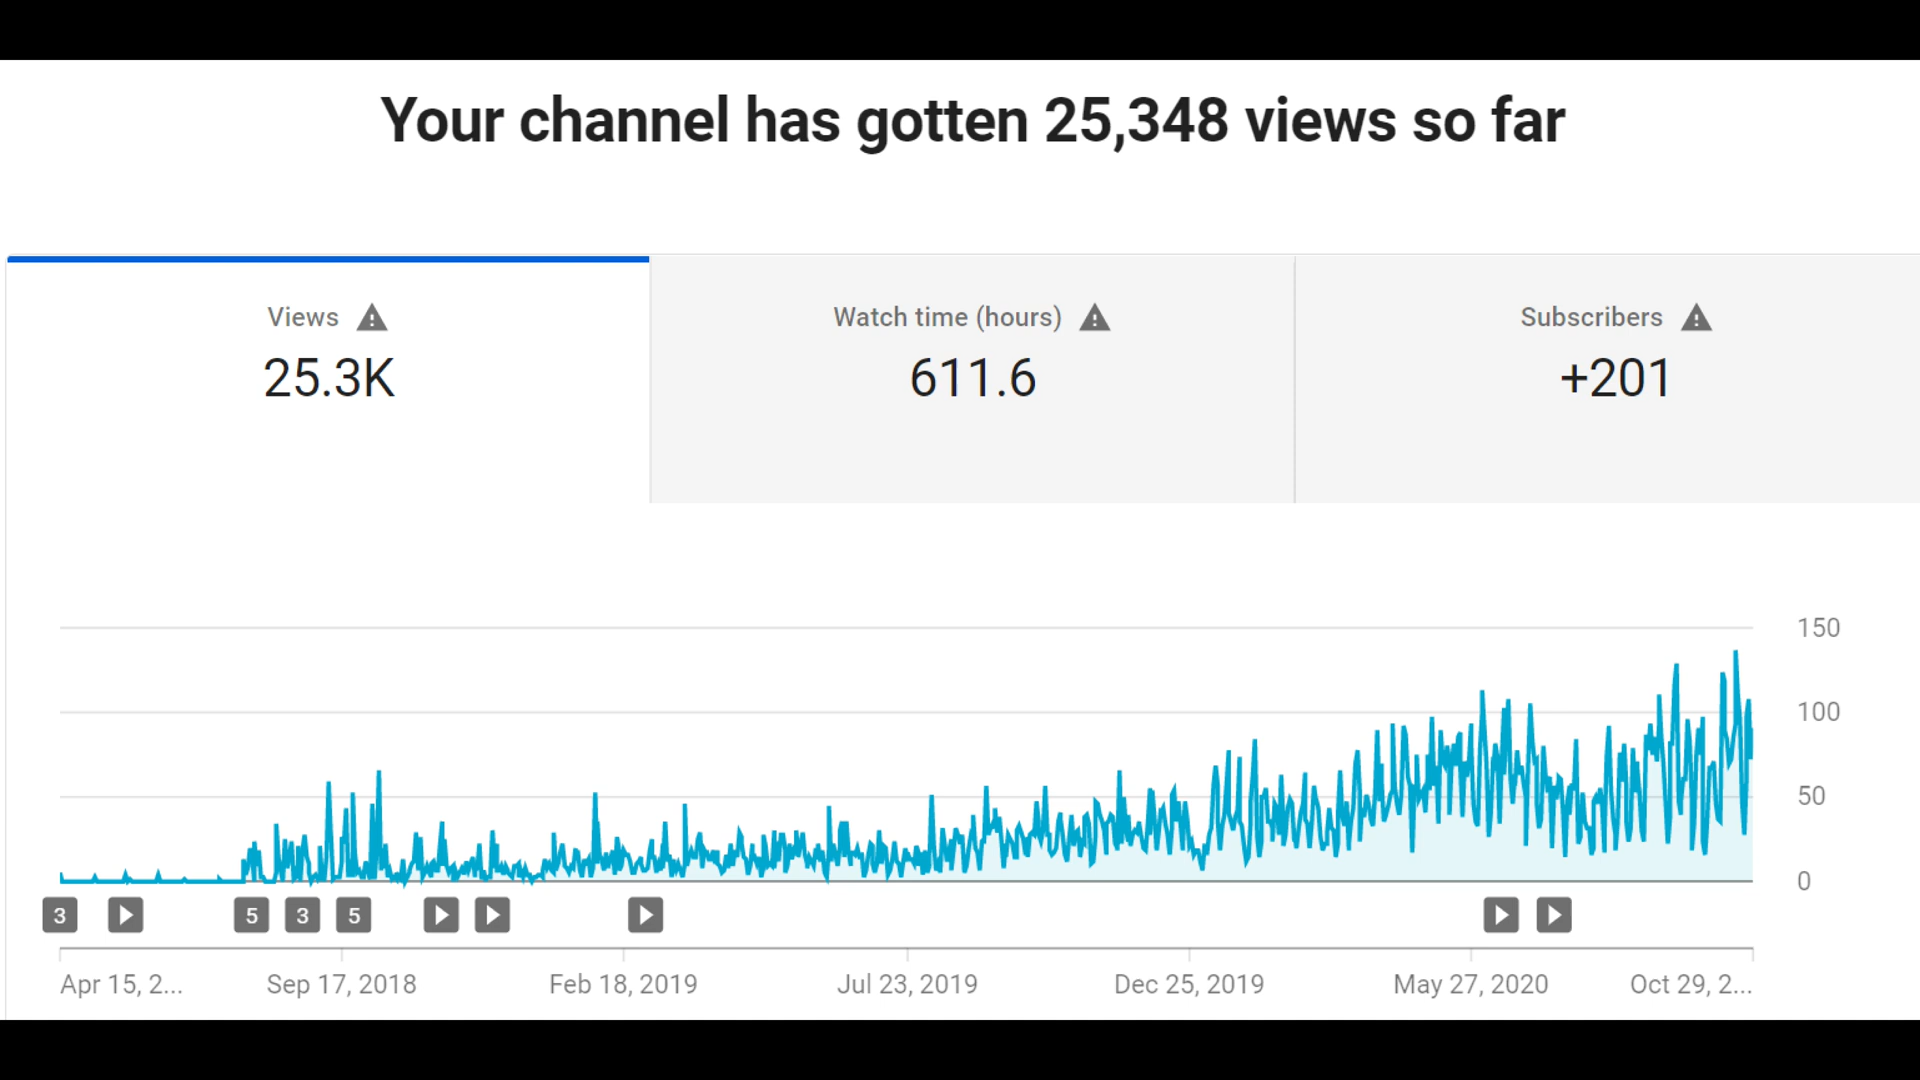 Your channel has gotten 25,348 views so far
Views
25.3K
Watch time (hours)
611.6
Subscribers
+201
150
100
50
0
3 5 3 5
Apr 15, 2... Sep 17, 2018 Feb 18, 2019 Jul 23, 2019 Dec 25, 2019 May 27, 2020 Oct 29, 2...